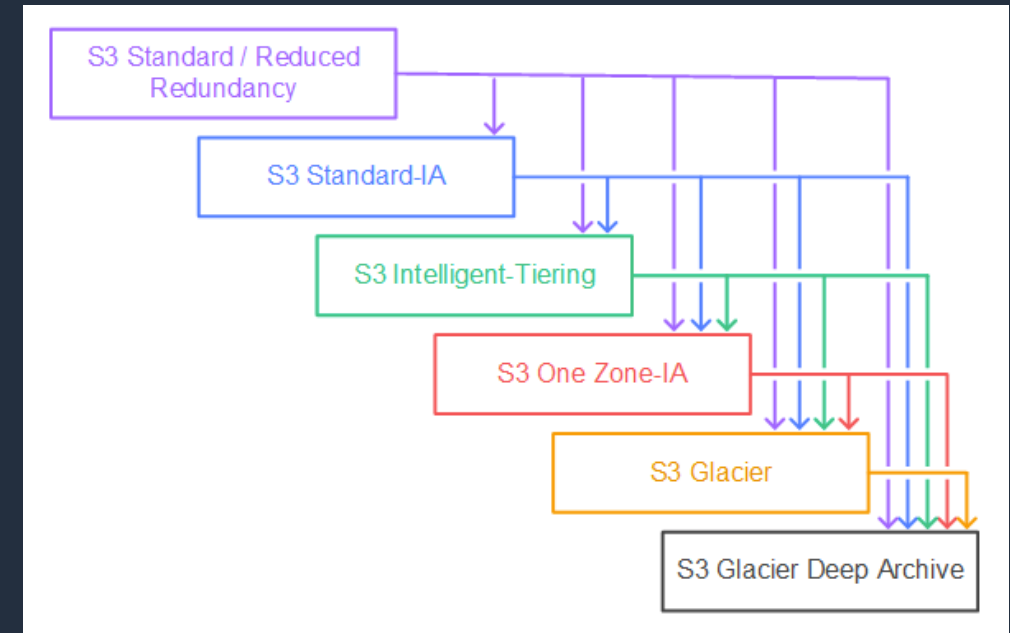 S3 Standard / Reduced
Redundancy
S3 Standard-IA
S3 Intelligent-Tiering
S3 One Zone-IA
S3 Glacier
S3 Glacier Deep Archive